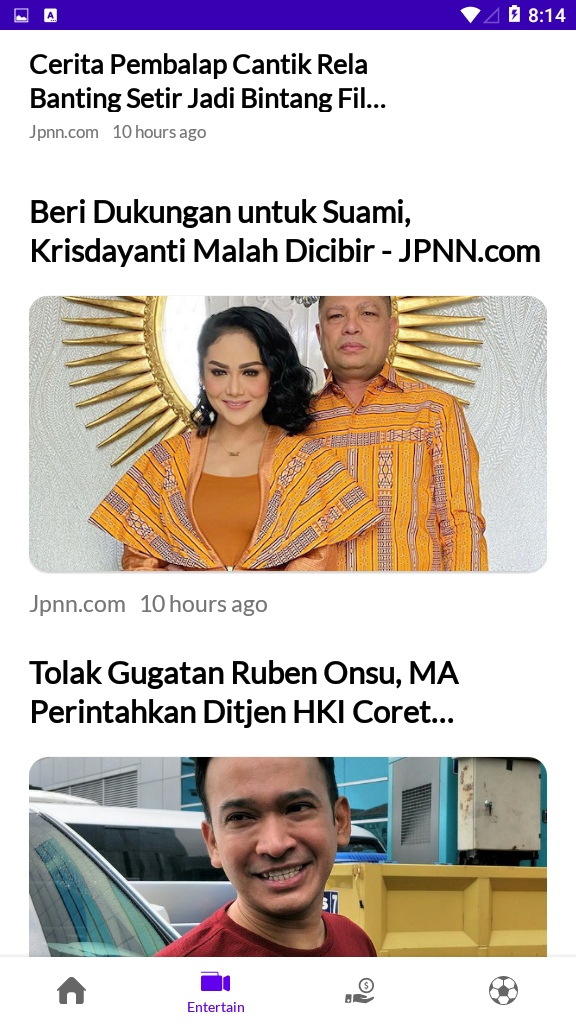 8:14
Cerita Pembalap Cantik Rela
Banting Setir Jadi Bintang Fil...
Jpnn.com 10 hours ago
Beri Dukungan untuk Suami,
Krisdayanti Malah Dicibir - JPNN.com
Jpnn.com 10 hours ago
Tolak Gugatan Ruben Onsu, MA
Perintahkan Ditjen HKI Coret...
Entertain